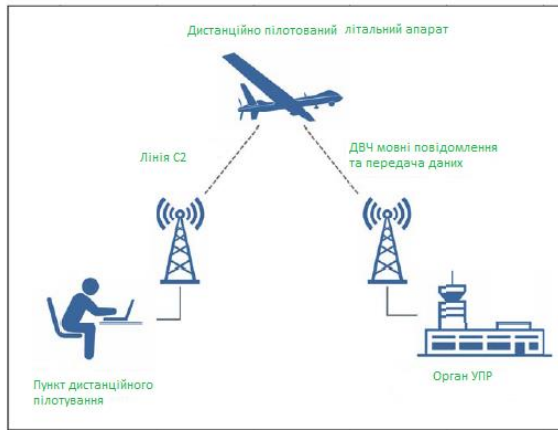 Дистанційно пілотований літальний апарат
Лінія С2
ДВЧ мовні повідомлення
та передача даних
Пункт дистанційного
пілотування
Орган УПР